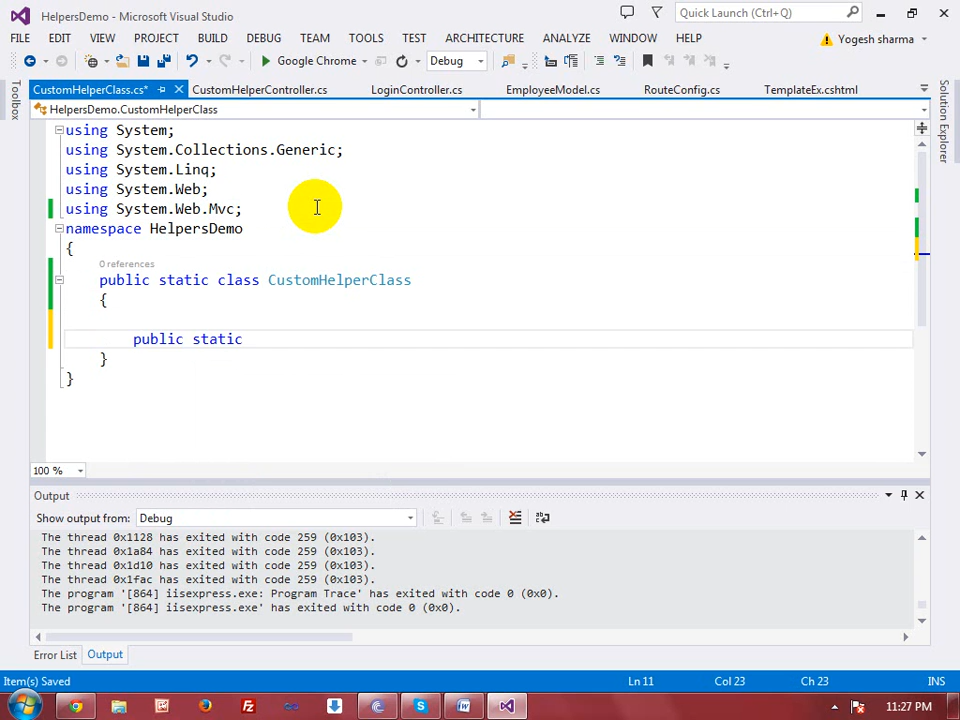 HelpersDemo - Microsoft Visual Studio
Quick Launch (Ctrl+Q)
FILE EDIT VIEW PROJECT BUILD DEBUG TEAM TOOLS TEST ARCHITECTURE ANALYZE WINDOW HELP
Yogesh sharma
Google Chrome
Debug
CustomHelperClass.cs*
CustomHelperController.cs
LoginController.cs
EmployeeModel.cs
RouteConfig.cs
TemplateEx.cshtml
Toolbox
Solution Explorer
HelpersDemo.CustomHelperClass
using System;
using System.Collections.Generic;
using System.Linq;
using System.Web;
using System.Web.Mvc;
namespace HelpersDemo
{
0 references
public static class CustomHelperClass
{
public static
}
}
100 %
Output
Show output from: Debug
The thread 0x1128 has exited with code 259 (0x103).
The thread 0x1a84 has exited with code 259 (0x103).
The thread 0x1d10 has exited with code 259 (0x103).
The thread 0x1fac has exited with code 259 (0x103).
The program '[864] iisexpress.exe: Program Trace' has exited with code 0 (0x0).
The program '[864] iisexpress.exe' has exited with code 0 (0x0).
Error List Output
Item(s) Saved
Ln 11
Col 23
Ch 23
INS
11:27 PM